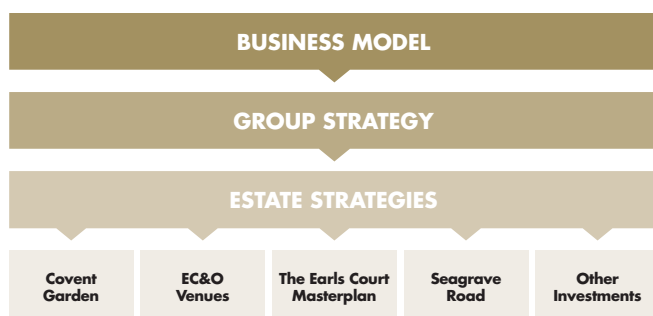 BUSINESS MODEL
GROUP STRATEGY
ESTATE STRATEGIES
Covent
Garden
EC&O
Venues
The Earls Court
Masterplan
Seagrave
Road
Other
Investments